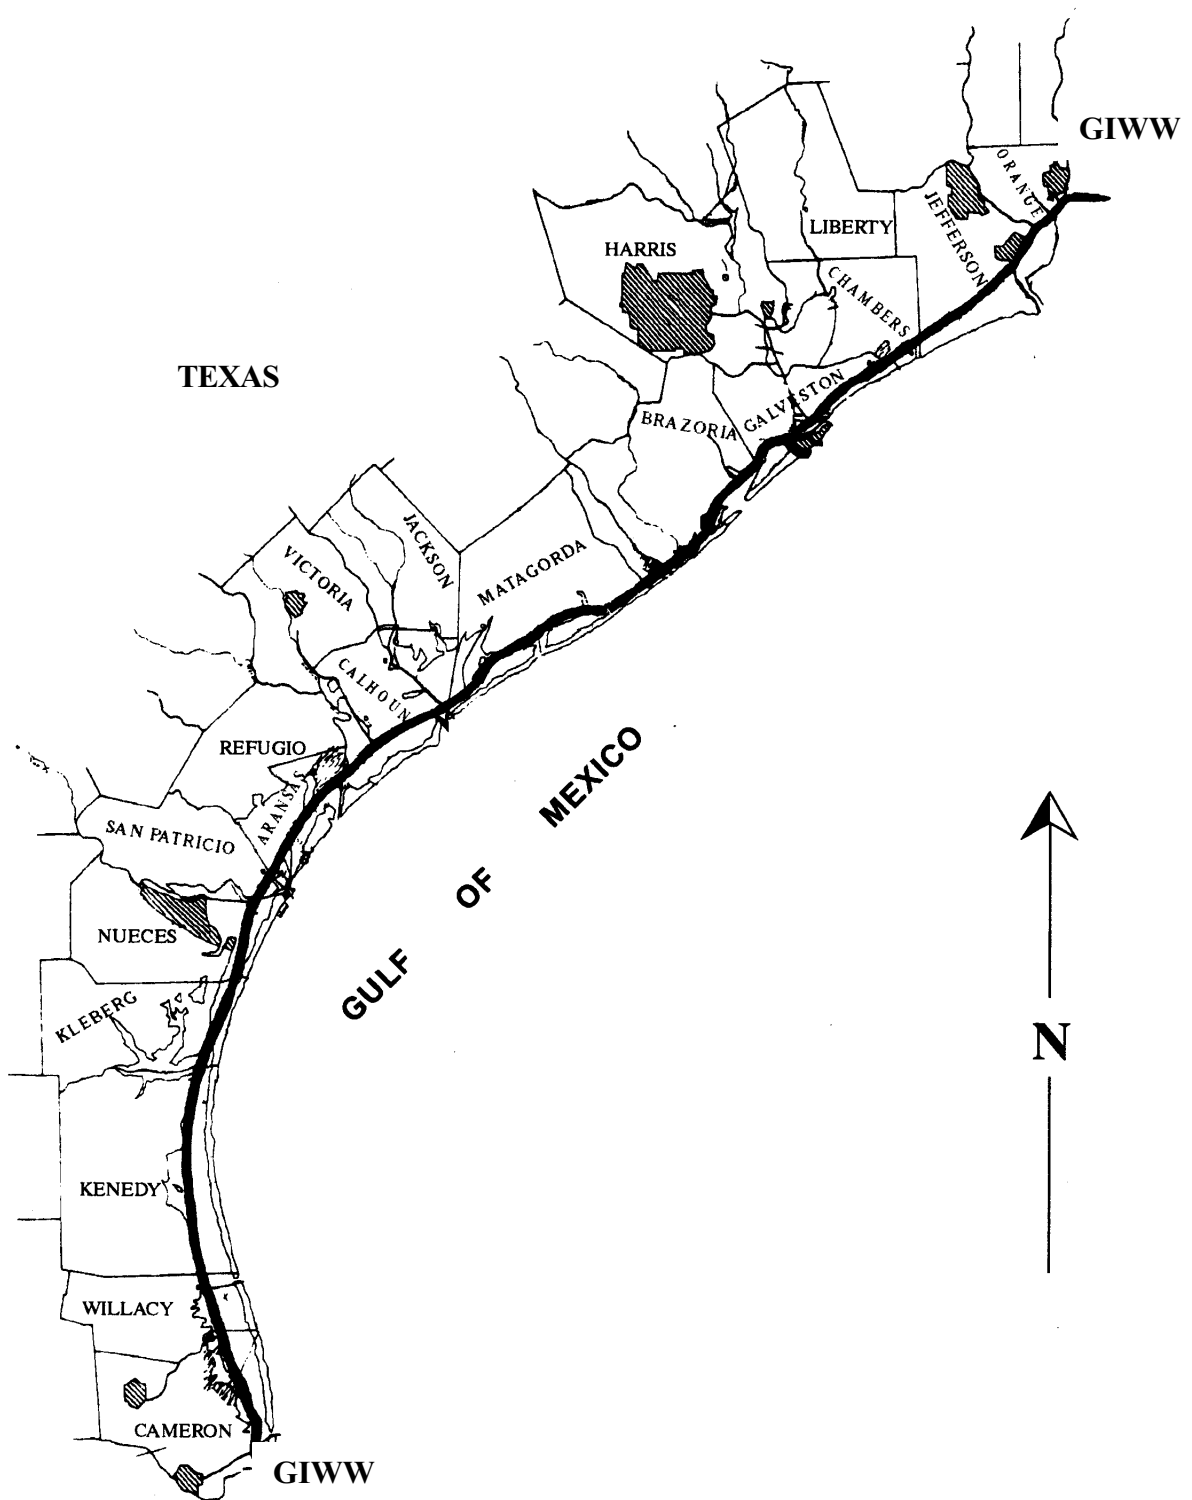 GIWW
ORANGE
JEFFERSON
LIBERTY
HARRIS
CHAMBERS
TEXAS
GALVESTON
BRAZORIA
JACKSON
MATAGORDA
VICTORIA
CALHOUN
REFUGIO
ARANSAS
SAN PATRICIO
NUECES
KLEBERG
KENEDY
WILLACY
CAMERON
GIWW
GULF OF MEXICO
N